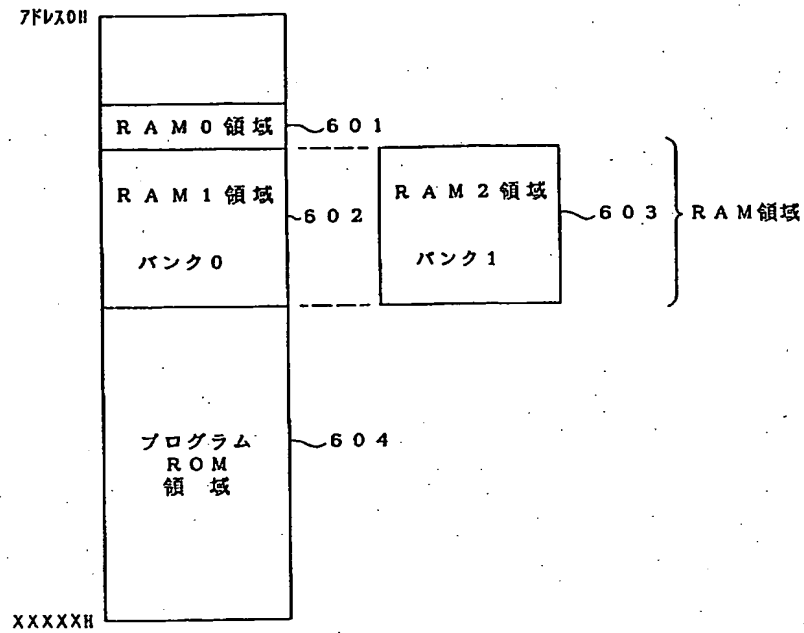 アドレス0H
RAM0領域
601
RAM1領域
602
バンク0
RAM2領域
603
バンク1
RAM領域
プログラム
ROM
領域
604
XXXXXH